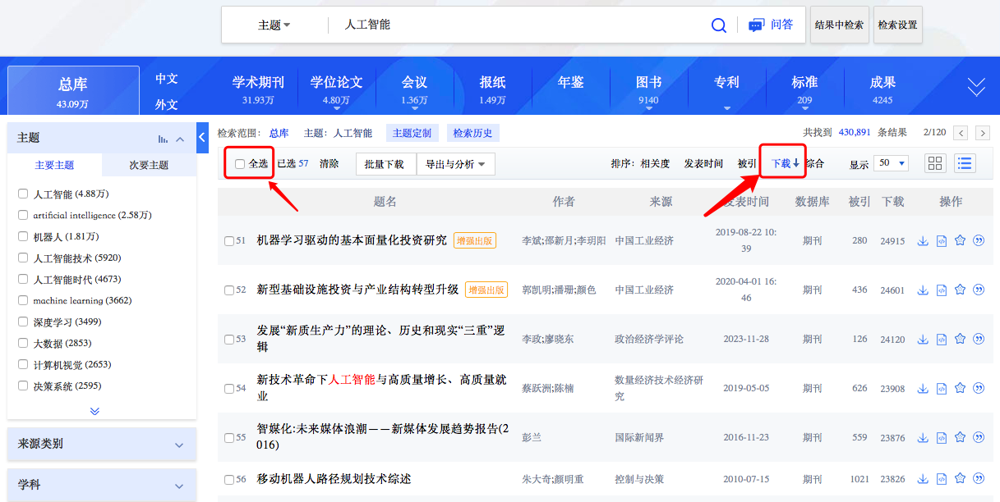 主题 人工智能 问答 结果中检索 检索设置
总库 43.09万
中文
外文
学术期刊 31.93万
学位论文 4.80万
会议 1.36万
报纸 1.49万
年鉴
图书 9140
专利
标准 209
成果 4245
主题
主要主题 次要主题
人工智能 (4.88万)
artificial intelligence (2.58万)
机器人 (1.81万)
人工智能技术 (5920)
人工智能时代 (4673)
machine learning (3662)
深度学习 (3499)
大数据 (2853)
计算机视觉 (2653)
决策系统 (2595)
来源类别
学科
检索范围: 总库 主题: 人工智能 主题定制 检索历史 共找到 430,891 条结果 2/120
全选 已选 57 清除 批量下载 导出与分析 排序: 相关度 发表时间 被引 下载 综合 显示 50
题名 作者 来源 发表时间 数据库 被引 下载 操作
51 机器学习驱动的基本面量化投资研究 增强出版 李斌;邵新月;李玥阳 中国工业经济 2019-08-22 10:
39 期刊 280 24915
52 新型基础设施投资与产业结构转型升级 增强出版 郭凯明;潘珊;颜色 中国工业经济 2020-04-01 16:
46 期刊 436 24601
53 发展“新质生产力”的理论、历史和现实“三重”逻
辑 李政;廖晓东 政治经济学评论 2023-11-28 期刊 126 24120
54 新技术革命下人工智能与高质量增长、高质量就
业 蔡跃洲;陈楠 数量经济技术经济研
究 2019-05-05 期刊 626 23908
55 智媒化:未来媒体浪潮——新媒体发展趋势报告(2
016) 彭兰 国际新闻界 2016-11-23 期刊 559 23876
56 移动机器人路径规划技术综述 朱大奇;颜明重 控制与决策 2010-07-15 期刊 1021 23826